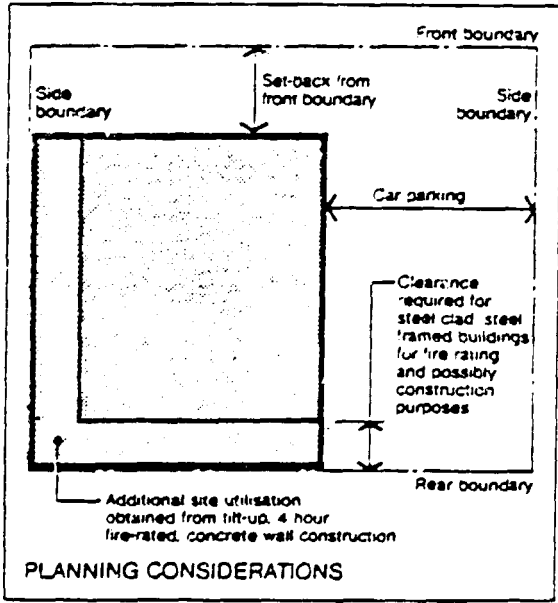 Front boundary
Set-back from
front boundary
Side
boundary
Side
boundary
Car parking
Clearance
required for
steel clad steel
framed buildings
for fire rating
and possibly
construction
purposes
Rear boundary
Additional site utilisation
obtained from tilt-up, 4 hour
fire-rated, concrete wall construction
PLANNING CONSIDERATIONS